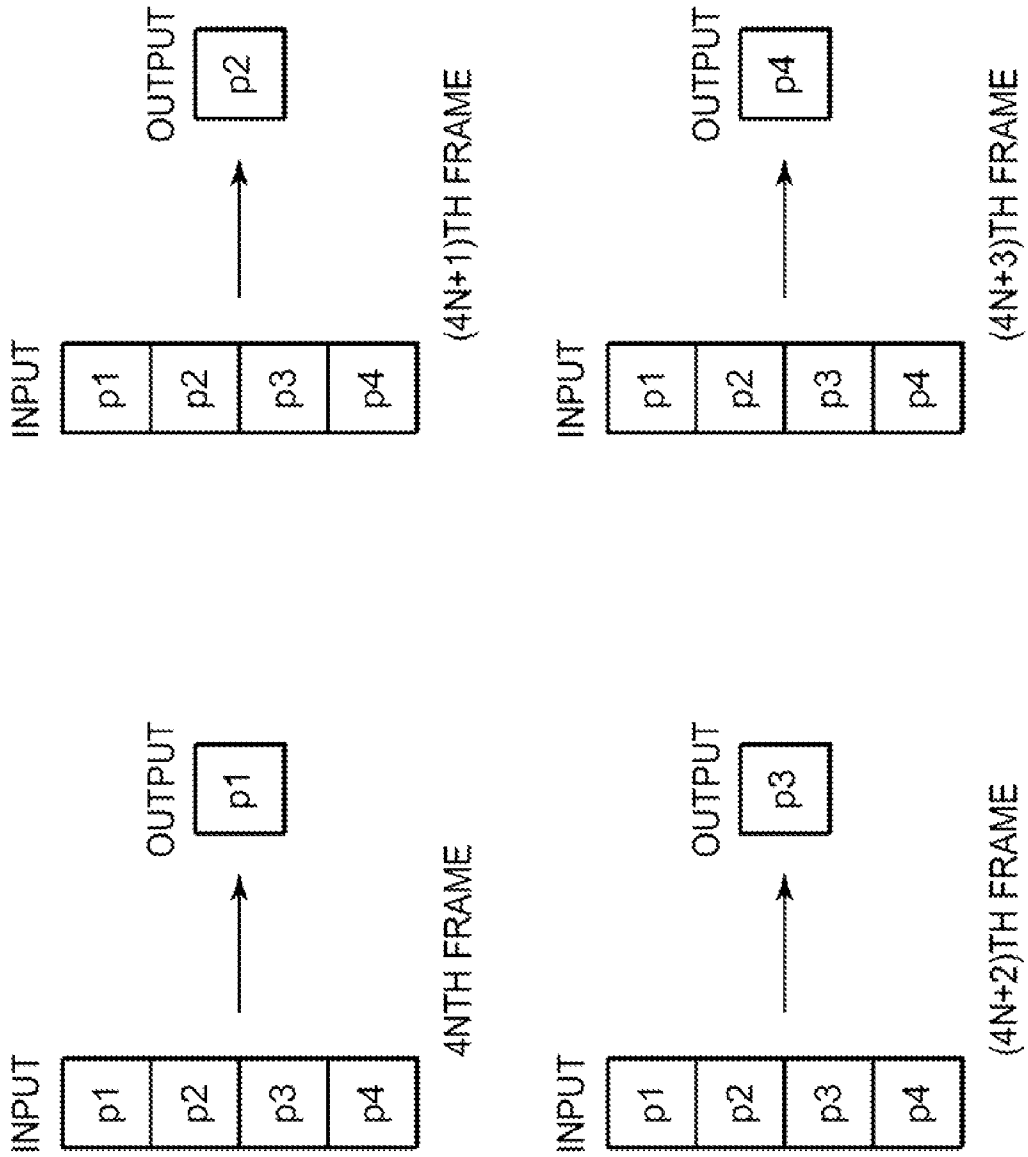 INPUT
p1
p2
p3
p4
OUTPUT
p1
4NTH FRAME
INPUT
p1
p2
p3
p4
OUTPUT
p2
(4N+1)TH FRAME
INPUT
p1
p2
p3
p4
OUTPUT
p3
(4N+2)TH FRAME
INPUT
p1
p2
p3
p4
OUTPUT
p4
(4N+3)TH FRAME